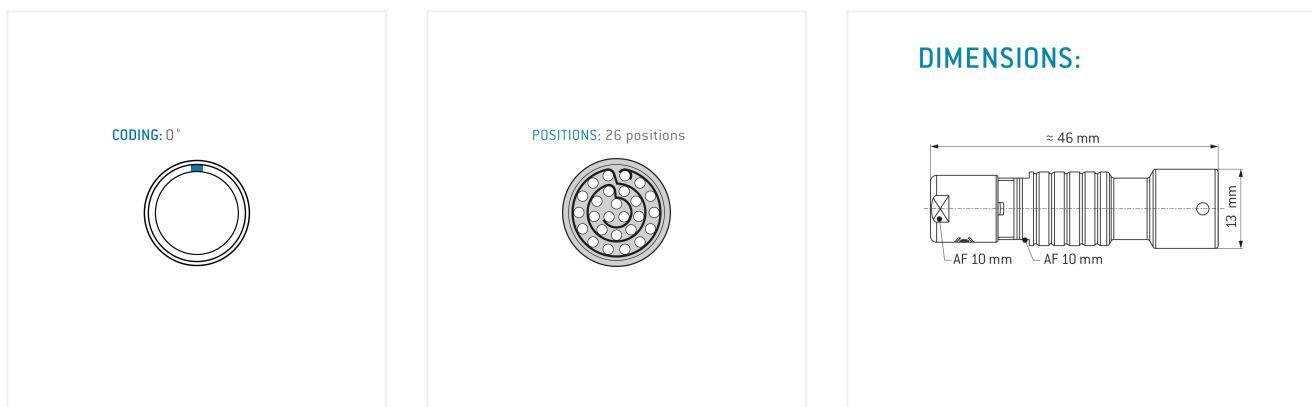 CODING: 0°
POSITIONS: 26 positions
DIMENSIONS:
≈ 46 mm
13 mm
AF 10 mm
AF 10 mm